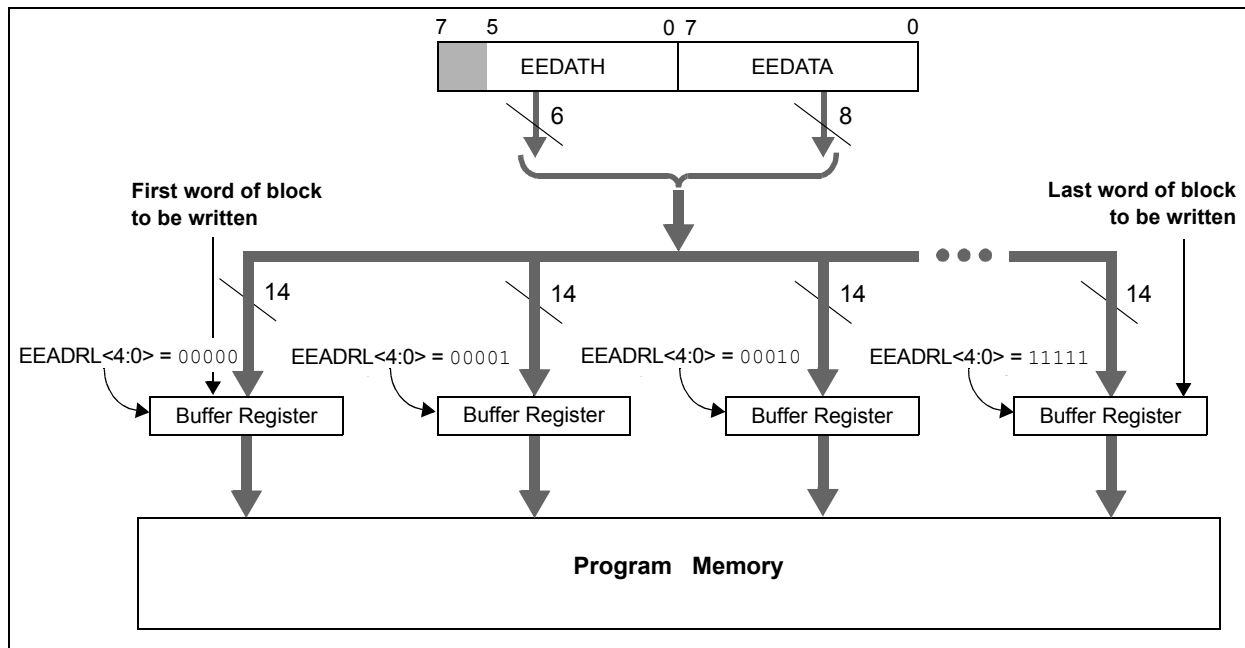 7 5 0 7 0
EEDATH EEDATA
6 8
First word of block
to be written
Last word of block
to be written
14 14 14 14
EEADRL<4:0> = 00000 EEADRL<4:0> = 00001 EEADRL<4:0> = 00010 EEADRL<4:0> = 11111
Buffer Register Buffer Register Buffer Register Buffer Register
Program Memory